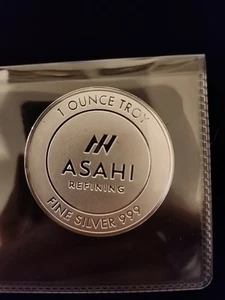 1 OUNCE TROY
ASAHI
REFINING
FINE SILVER 999